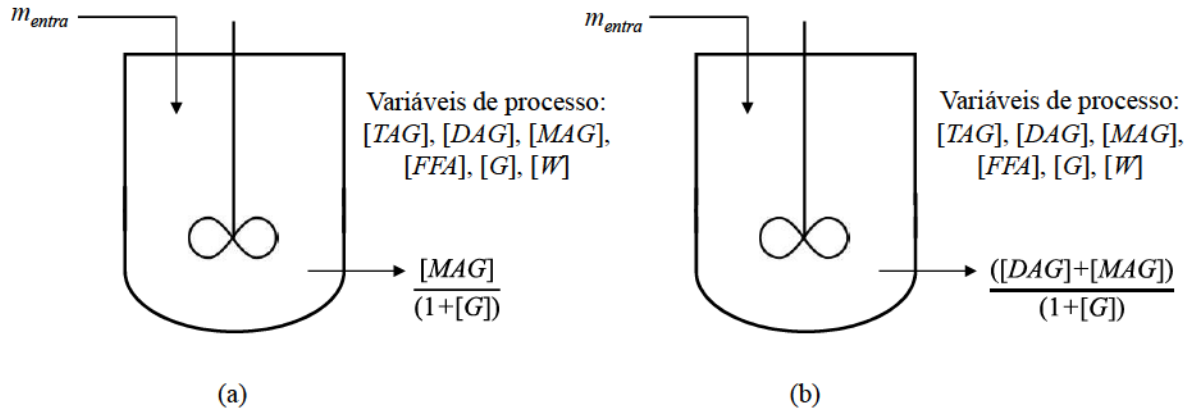 m_entra
Variáveis de processo:
[TAG], [DAG], [MAG],
[FFA], [G], [W]
[MAG]
(1+[G])
(a)
m_entra
Variáveis de processo:
[TAG], [DAG], [MAG],
[FFA], [G], [W]
([DAG]+[MAG])
(1+[G])
(b)